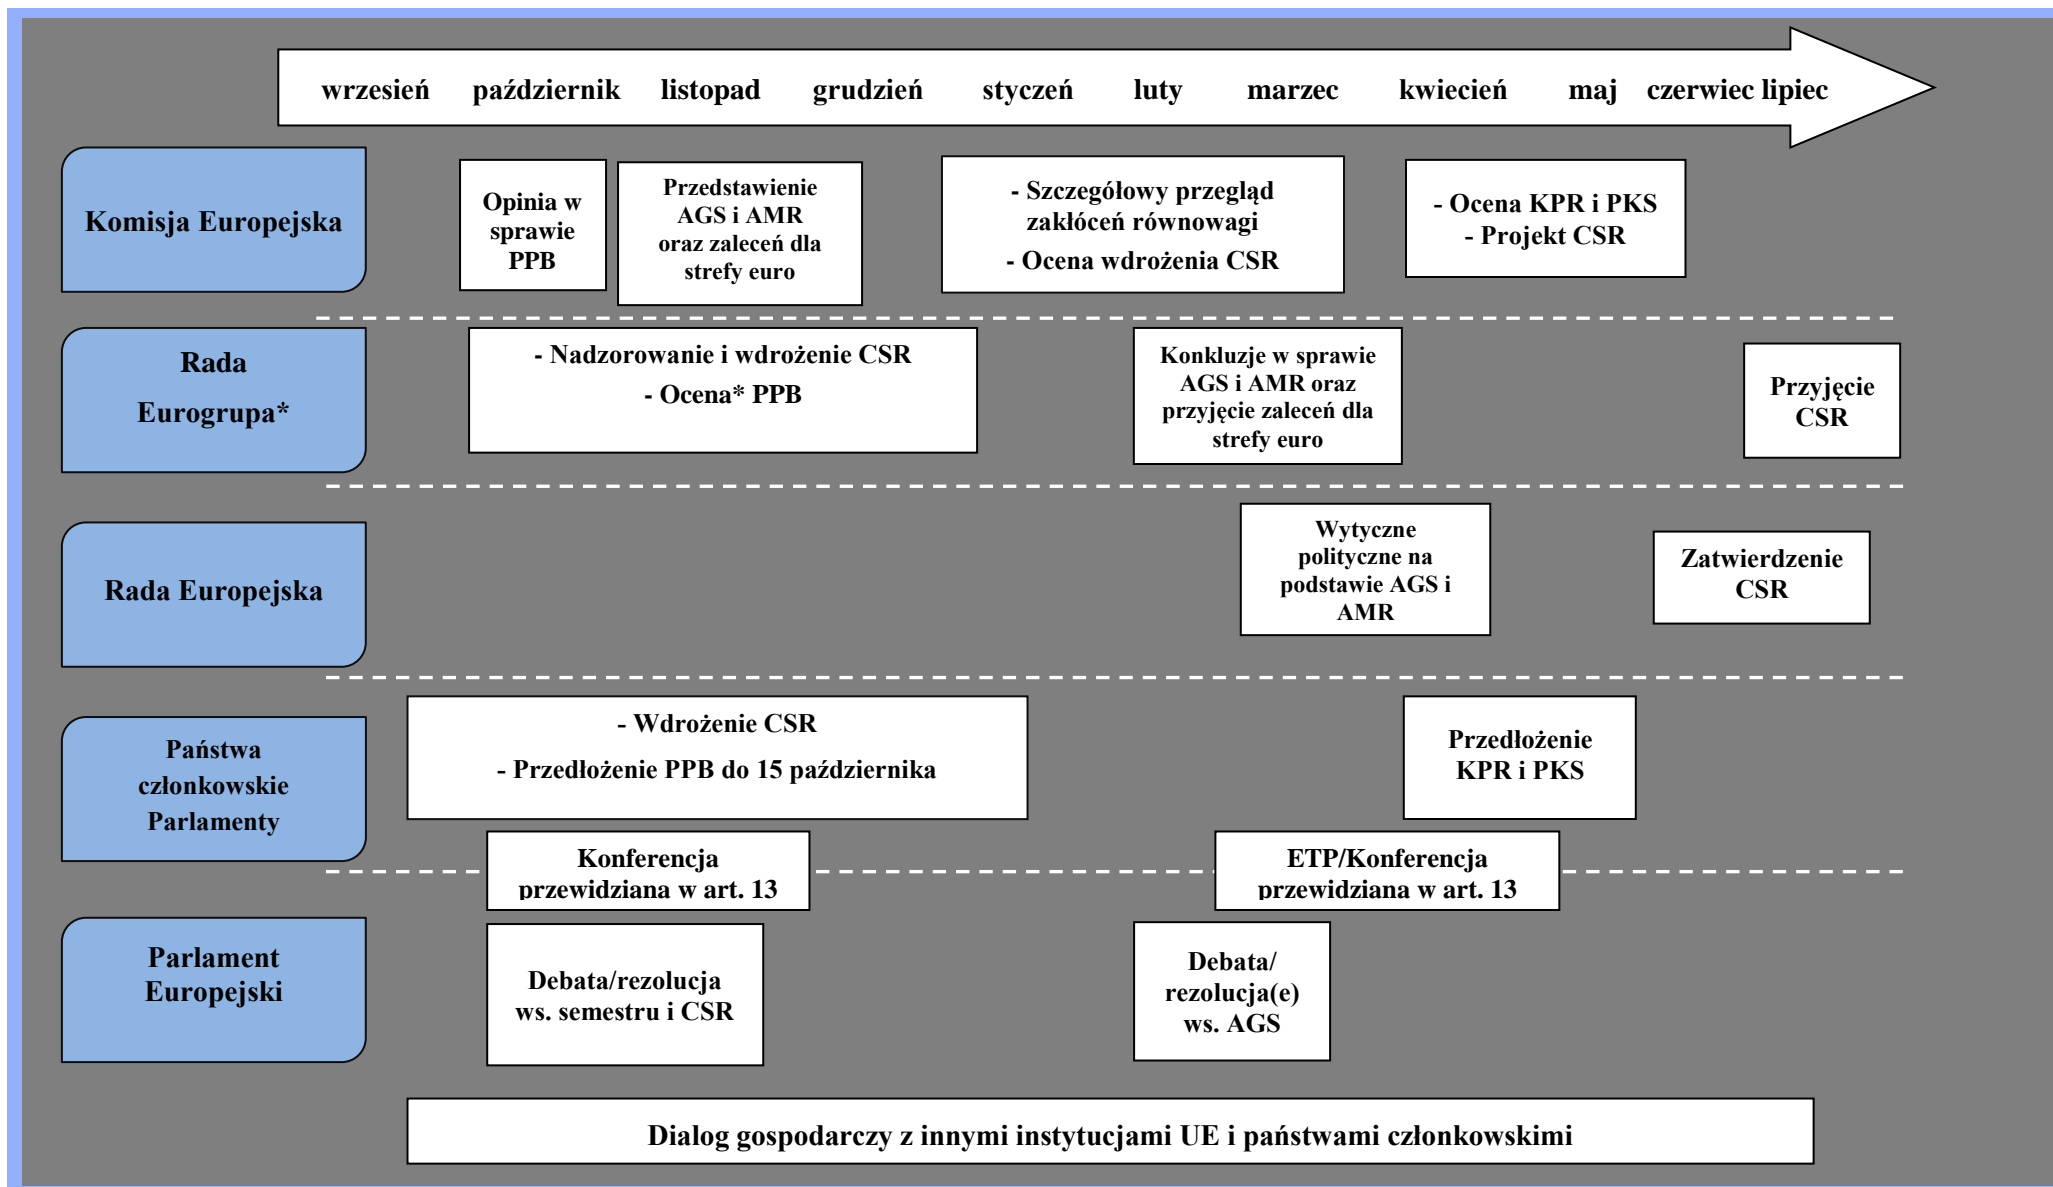 wrzesień październik listopad grudzień styczeń luty marzec kwiecień maj czerwiec lipiec
Komisja Europejska
Opinia w
sprawie
PPB
Przedstawienie
AGS i AMR
oraz zaleceń dla
strefy euro
- Szczegółowy przegląd
zakłóceń równowagi
- Ocena wdrożenia CSR
- Ocena KPR i PKS
- Projekt CSR
Rada
Eurogrupa*
- Nadzorowanie i wdrożenie CSR
- Ocena* PPB
Konkluzje w sprawie
AGS i AMR oraz
przyjęcie zaleceń dla
strefy euro
Przyjęcie
CSR
Rada Europejska
Wytyczne
polityczne na
podstawie AGS i
AMR
Zatwierdzenie
CSR
Państwa
członkowskie
Parlamenty
- Wdrożenie CSR
- Przedłożenie PPB do 15 października
Przedłożenie
KPR i PKS
Konferencja
przewidziana w art. 13
ETP/Konferencja
przewidziana w art. 13
Parlament
Europejski
Debata/rezolucja
ws. semestru i CSR
Debata/
rezolucja(e)
ws. AGS
Dialog gospodarczy z innymi instytucjami UE i państwami członkowskimi